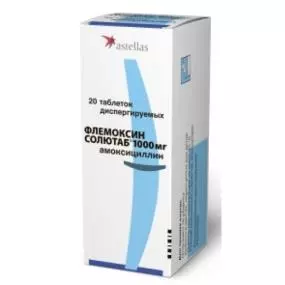 astellas
20 таблеток
диспергируемых
ФЛЕМОКСИН
СОЛЮТАБ® 1000 мг
амоксициллин